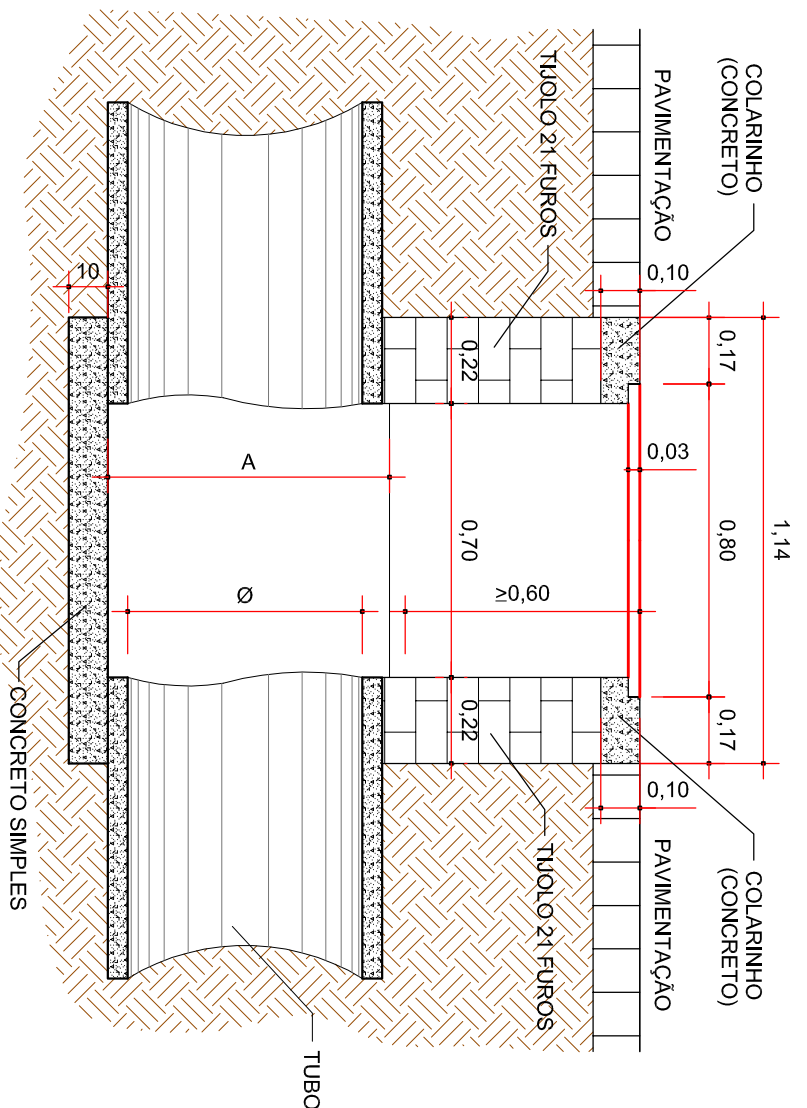 1,14
0,17
0,80
0,17
COLARINHO
(CONCRETO)
COLARINHO
(CONCRETO)
PAVIMENTAÇÃO
0,10
0,03
0,10
PAVIMENTAÇÃO
TIJOLO 21 FUROS
≥0,60
TIJOLO 21 FUROS
0,22
0,70
0,22
A
Ø
TUBO
10
CONCRETO SIMPLES